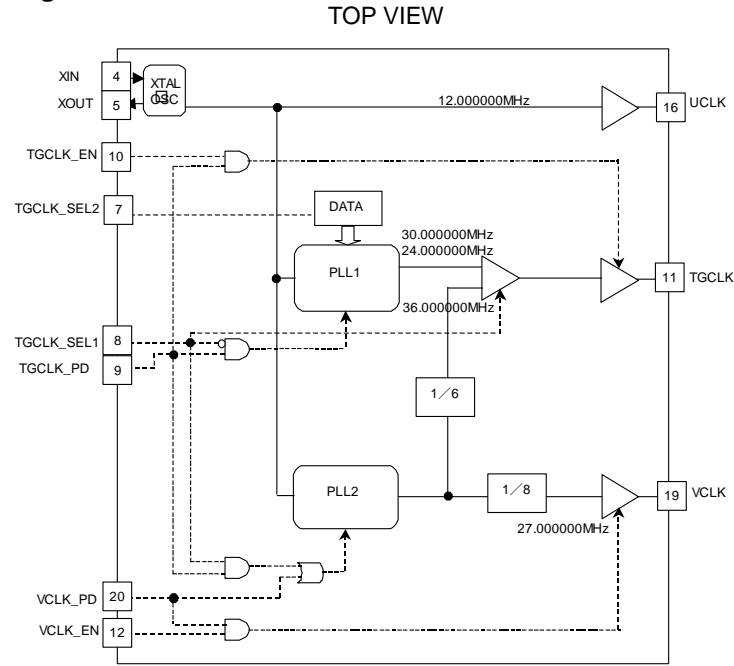 TOP VIEW
XIN 4
XTAL
OSC
XOUT 5
12.000000MHz
16 UCLK
TGCLK_EN 10
TGCLK_SEL2 7
DATA
30.000000MHz
24.000000MHz
PLL1
11 TGCLK
36.000000MHz
TGCLK_SEL1 8
TGCLK_PD 9
1/6
PLL2
1/8
19 VCLK
27.000000MHz
VCLK_PD 20
VCLK_EN 12